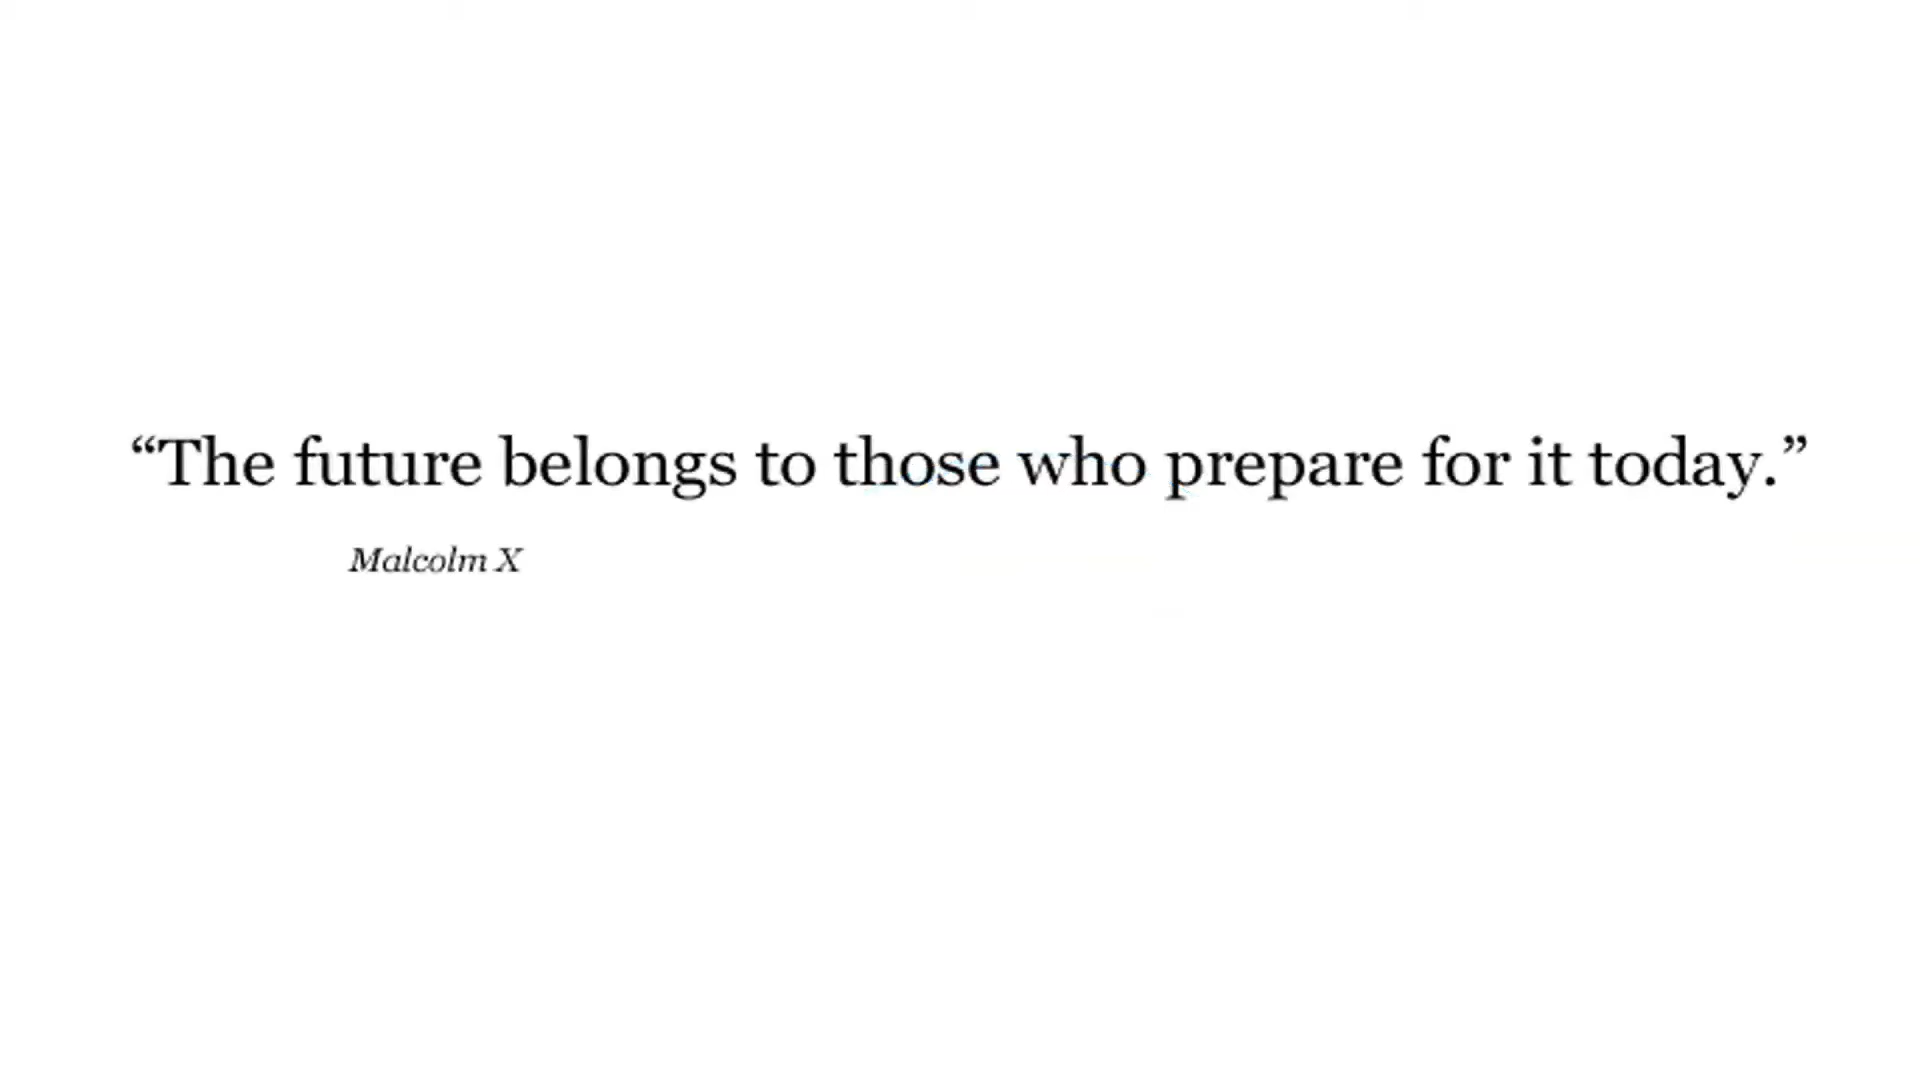 “The future belongs to those who prepare for it today.”
Malcolm X